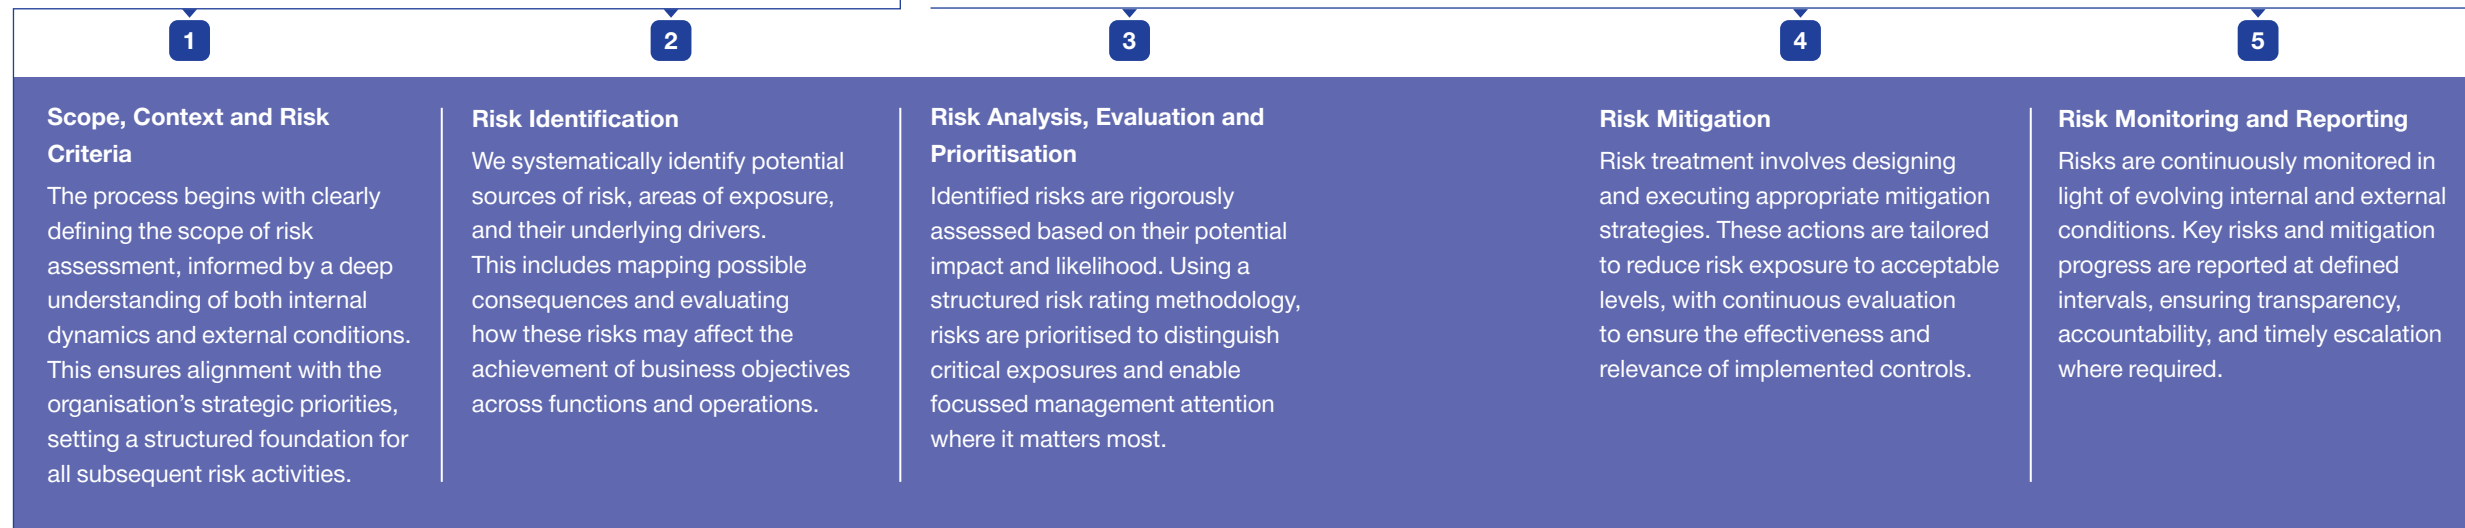 1
2
3
4
5
Scope, Context and Risk
Criteria
The process begins with clearly
defining the scope of risk
assessment, informed by a deep
understanding of both internal
dynamics and external conditions.
This ensures alignment with the
organisation’s strategic priorities,
setting a structured foundation for
all subsequent risk activities.
Risk Identification
We systematically identify potential
sources of risk, areas of exposure,
and their underlying drivers.
This includes mapping possible
consequences and evaluating
how these risks may affect the
achievement of business objectives
across functions and operations.
Risk Analysis, Evaluation and
Prioritisation
Identified risks are rigorously
assessed based on their potential
impact and likelihood. Using a
structured risk rating methodology,
risks are prioritised to distinguish
critical exposures and enable
focussed management attention
where it matters most.
Risk Mitigation
Risk treatment involves designing
and executing appropriate mitigation
strategies. These actions are tailored
to reduce risk exposure to acceptable
levels, with continuous evaluation
to ensure the effectiveness and
relevance of implemented controls.
Risk Monitoring and Reporting
Risks are continuously monitored in
light of evolving internal and external
conditions. Key risks and mitigation
progress are reported at defined
intervals, ensuring transparency,
accountability, and timely escalation
where required.